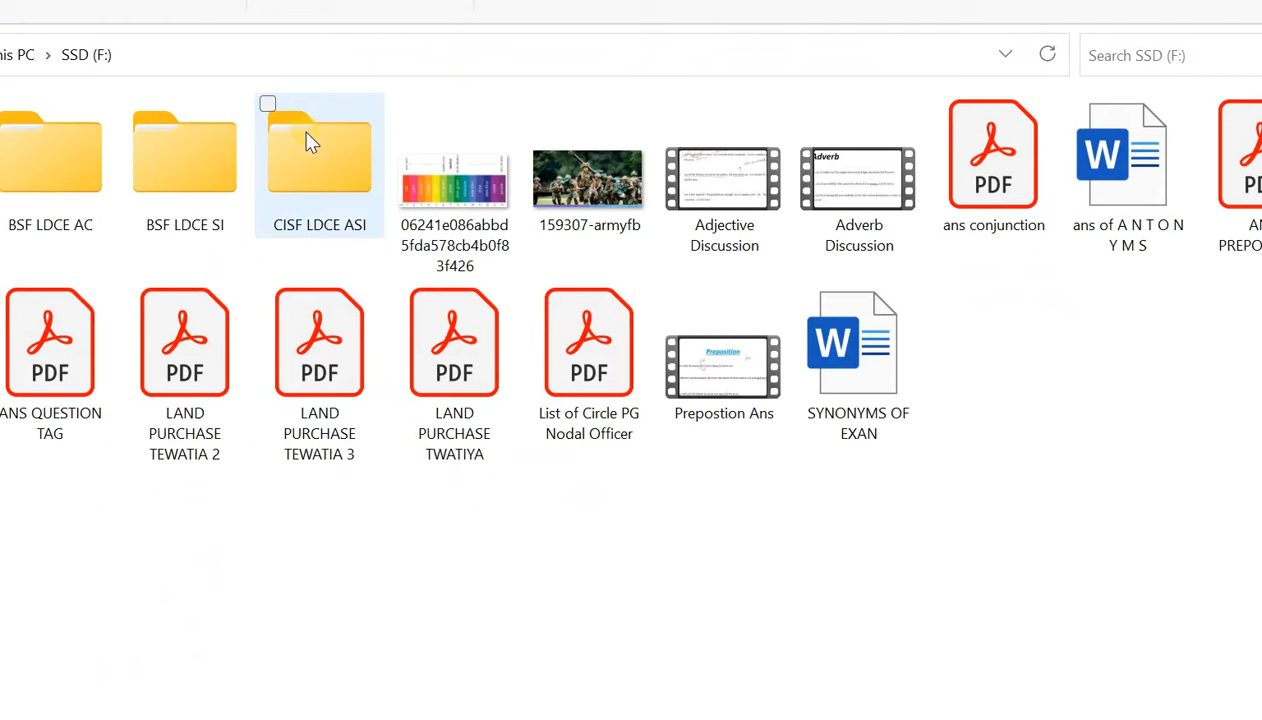 his PC > SSD (F:)
Search SSD (F:)
BSF LDCE AC
BSF LDCE SI
CISF LDCE ASI
06241e086abbd
5fda578cb4b0f8
3f426
159307-armyfb
Adjective
Discussion
Adverb
Adverb
Discussion
PDF
ans conjunction
W
ans of A N T O N
Y M S
PD
AN
PREPO
PDF
ANS QUESTION
TAG
PDF
LAND
PURCHASE
TEWATIA 2
PDF
LAND
PURCHASE
TEWATIA 3
PDF
LAND
PURCHASE
TWATIYA
PDF
List of Circle PG
Nodal Officer
Preposition
Prepostion Ans
W
SYNONYMS OF
EXAN